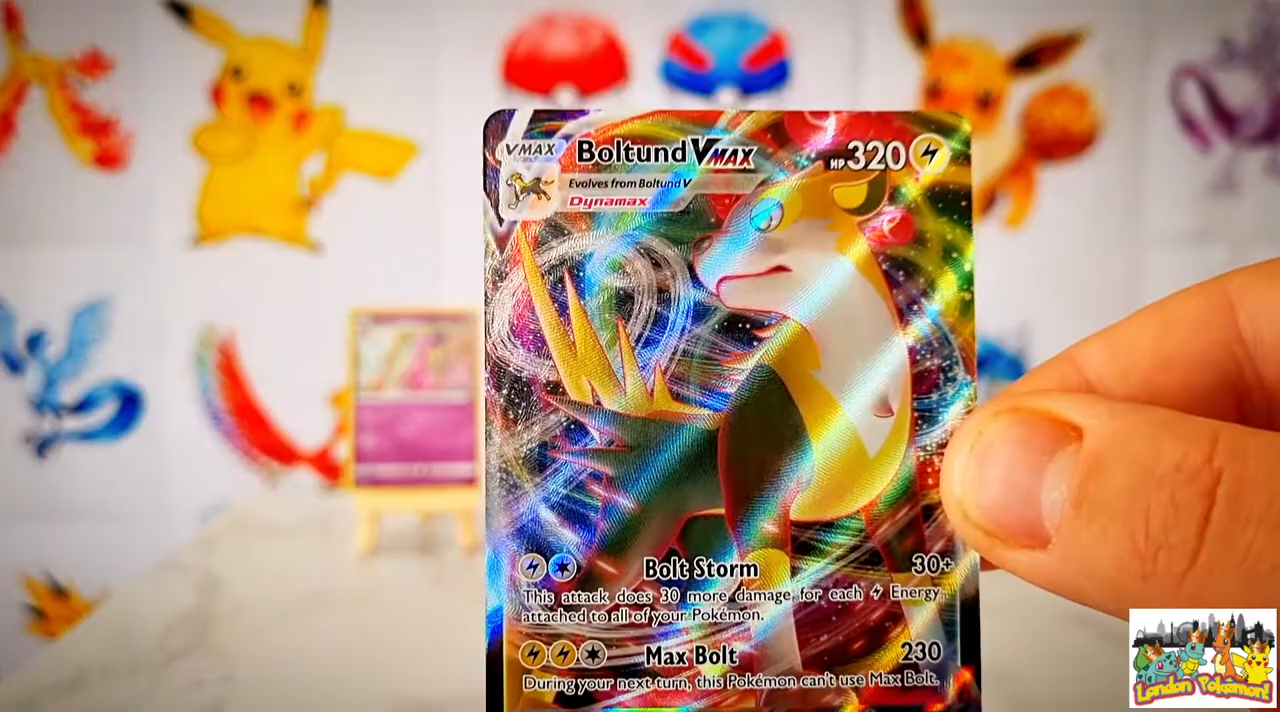 VMAX
Boltund VMAX
HP 320
Evolves from Boltund V
Dynamax
Bolt Storm 30+
This attack does 30 more damage for each Energy
attached to all of your Pokémon.
Max Bolt 230
During your next turn, this Pokémon can't use Max Bolt.
London Pokémon!